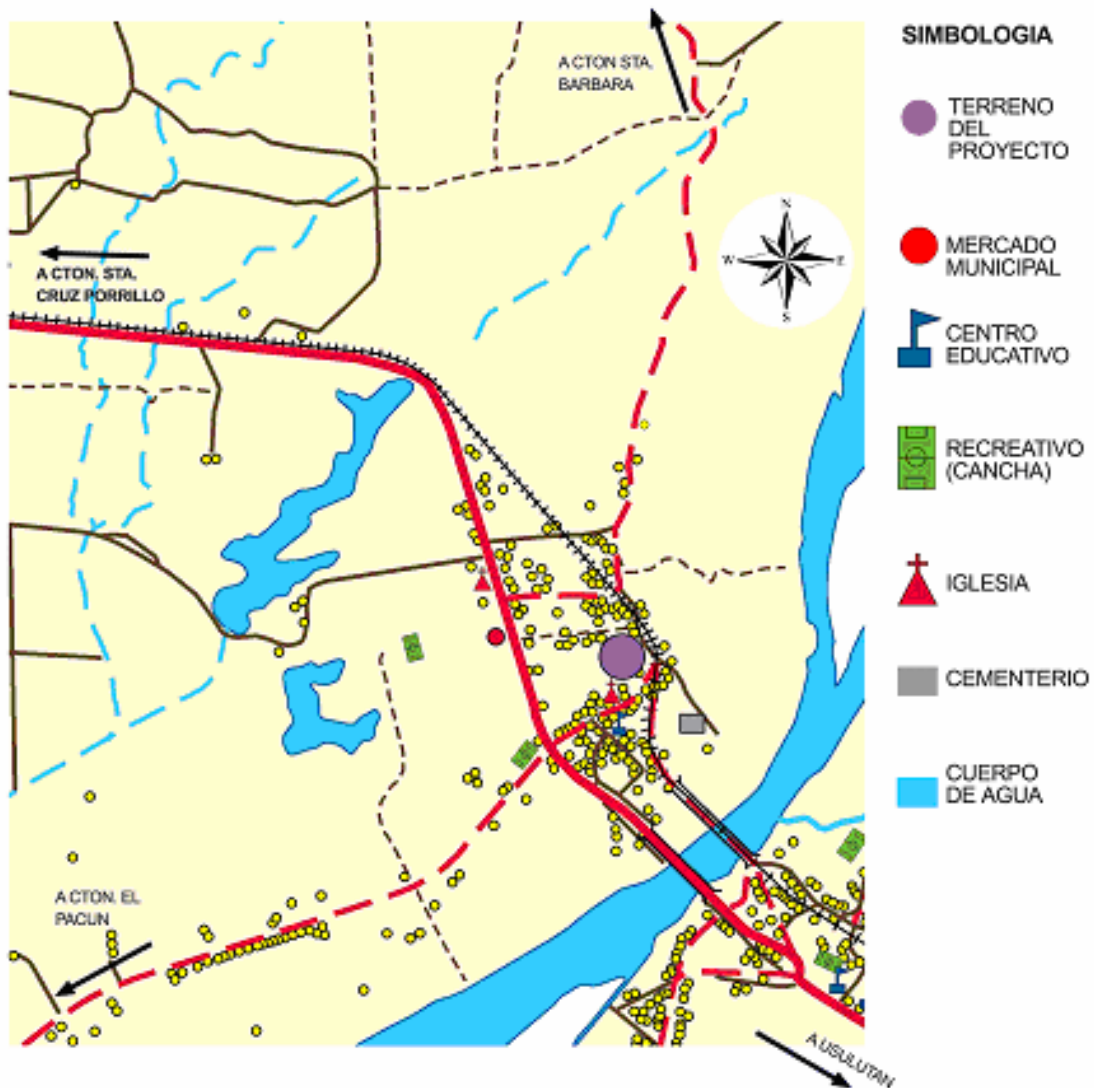 A CTON STA.
BARBARA
N
W
E
S
A CTON. STA.
CRUZ PORRILLO
A CTON. EL
PACUN
A USULUTAN
SIMBOLOGIA
TERRENO
DEL
PROYECTO
MERCADO
MUNICIPAL
CENTRO
EDUCATIVO
RECREATIVO
(CANCHA)
IGLESIA
CEMENTERIO
CUERPO
DE AGUA